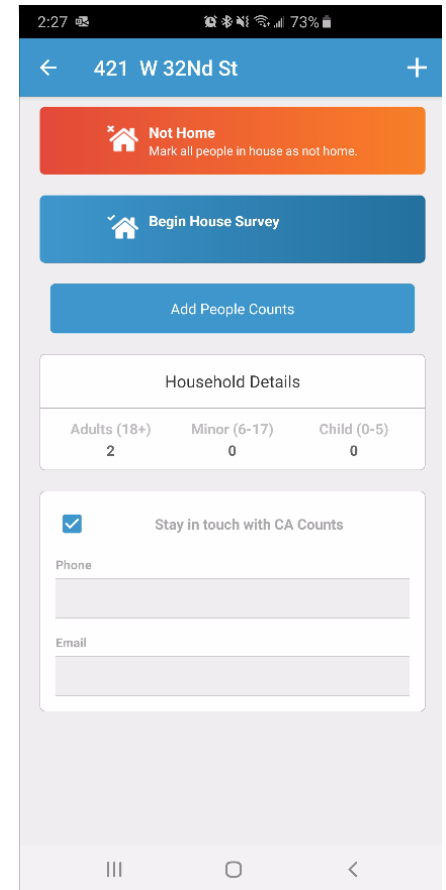 2:27 73%
421 W 32Nd St
Not Home
Mark all people in house as not home.
Begin House Survey
Add People Counts
Household Details
Adults (18+) Minor (6-17) Child (0-5)
2 0 0
Stay in touch with CA Counts
Phone
Email